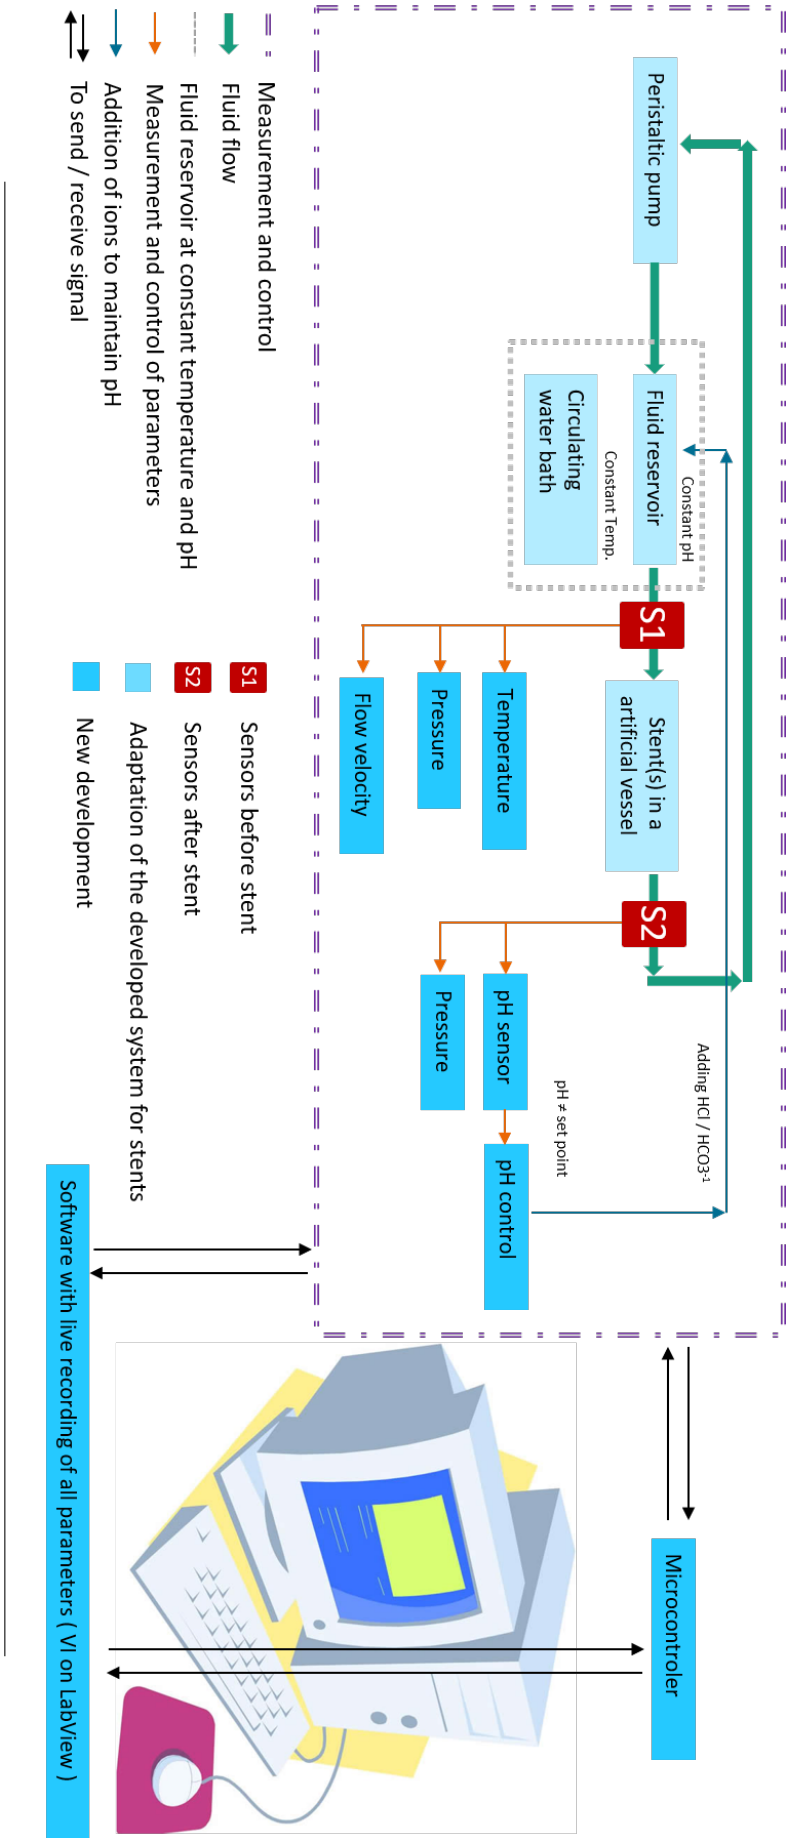 Peristaltic pump
Fluid reservoir
Constant pH
Constant Temp.
Circulating
water bath
S1
Stent(s) in a
artificial vessel
S2
Temperature
Pressure
Flow velocity
pH sensor
Pressure
pH control
pH ≠ set point
Adding HCl / HCO3⁻¹
Microcontroler
Measurement and control
Fluid flow
Fluid reservoir at constant temperature and pH
Measurement and control of parameters
Addition of ions to maintain pH
To send / receive signal
S1 Sensors before stent
S2 Sensors after stent
Adaptation of the developed system for stents
New development
Software with live recording of all parameters ( VI on LabView )